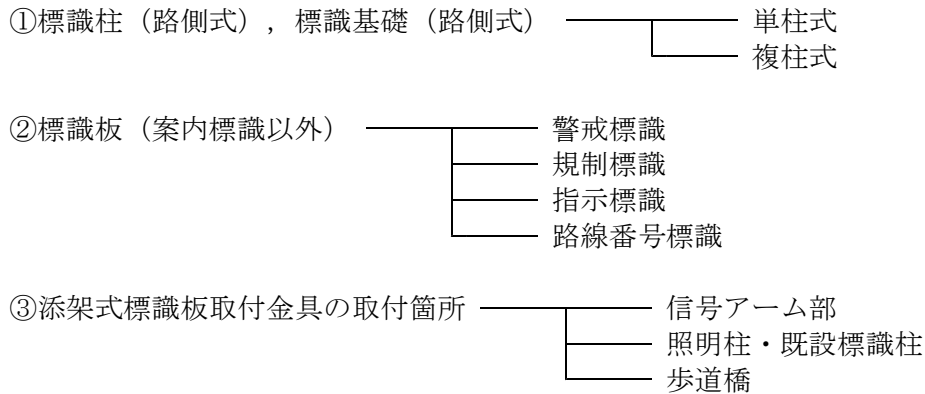 ①標識柱（路側式），標識基礎（路側式） 単柱式
複柱式
②標識板（案内標識以外） 警戒標識
規制標識
指示標識
路線番号標識
③添架式標識板取付金具の取付箇所 信号アーム部
照明柱・既設標識柱
歩道橋